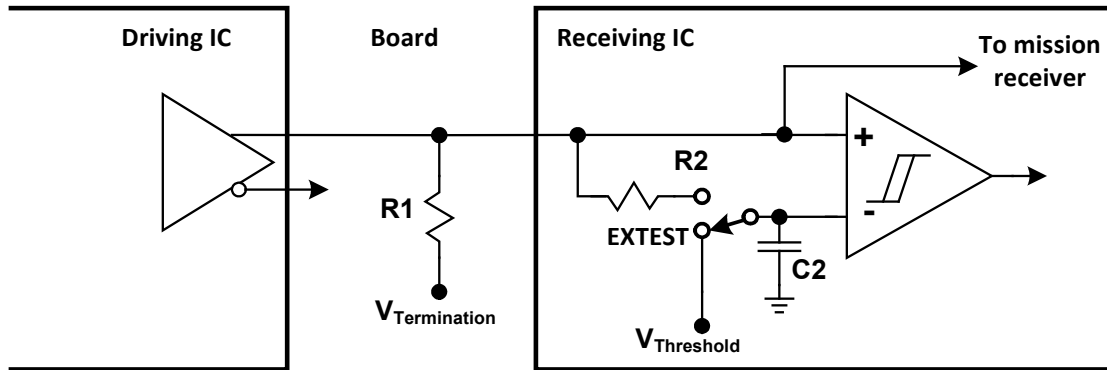 Driving IC
Board
Receiving IC
To mission
receiver
R1
R2
+
-
EXTEST
C2
VTermination
VThreshold